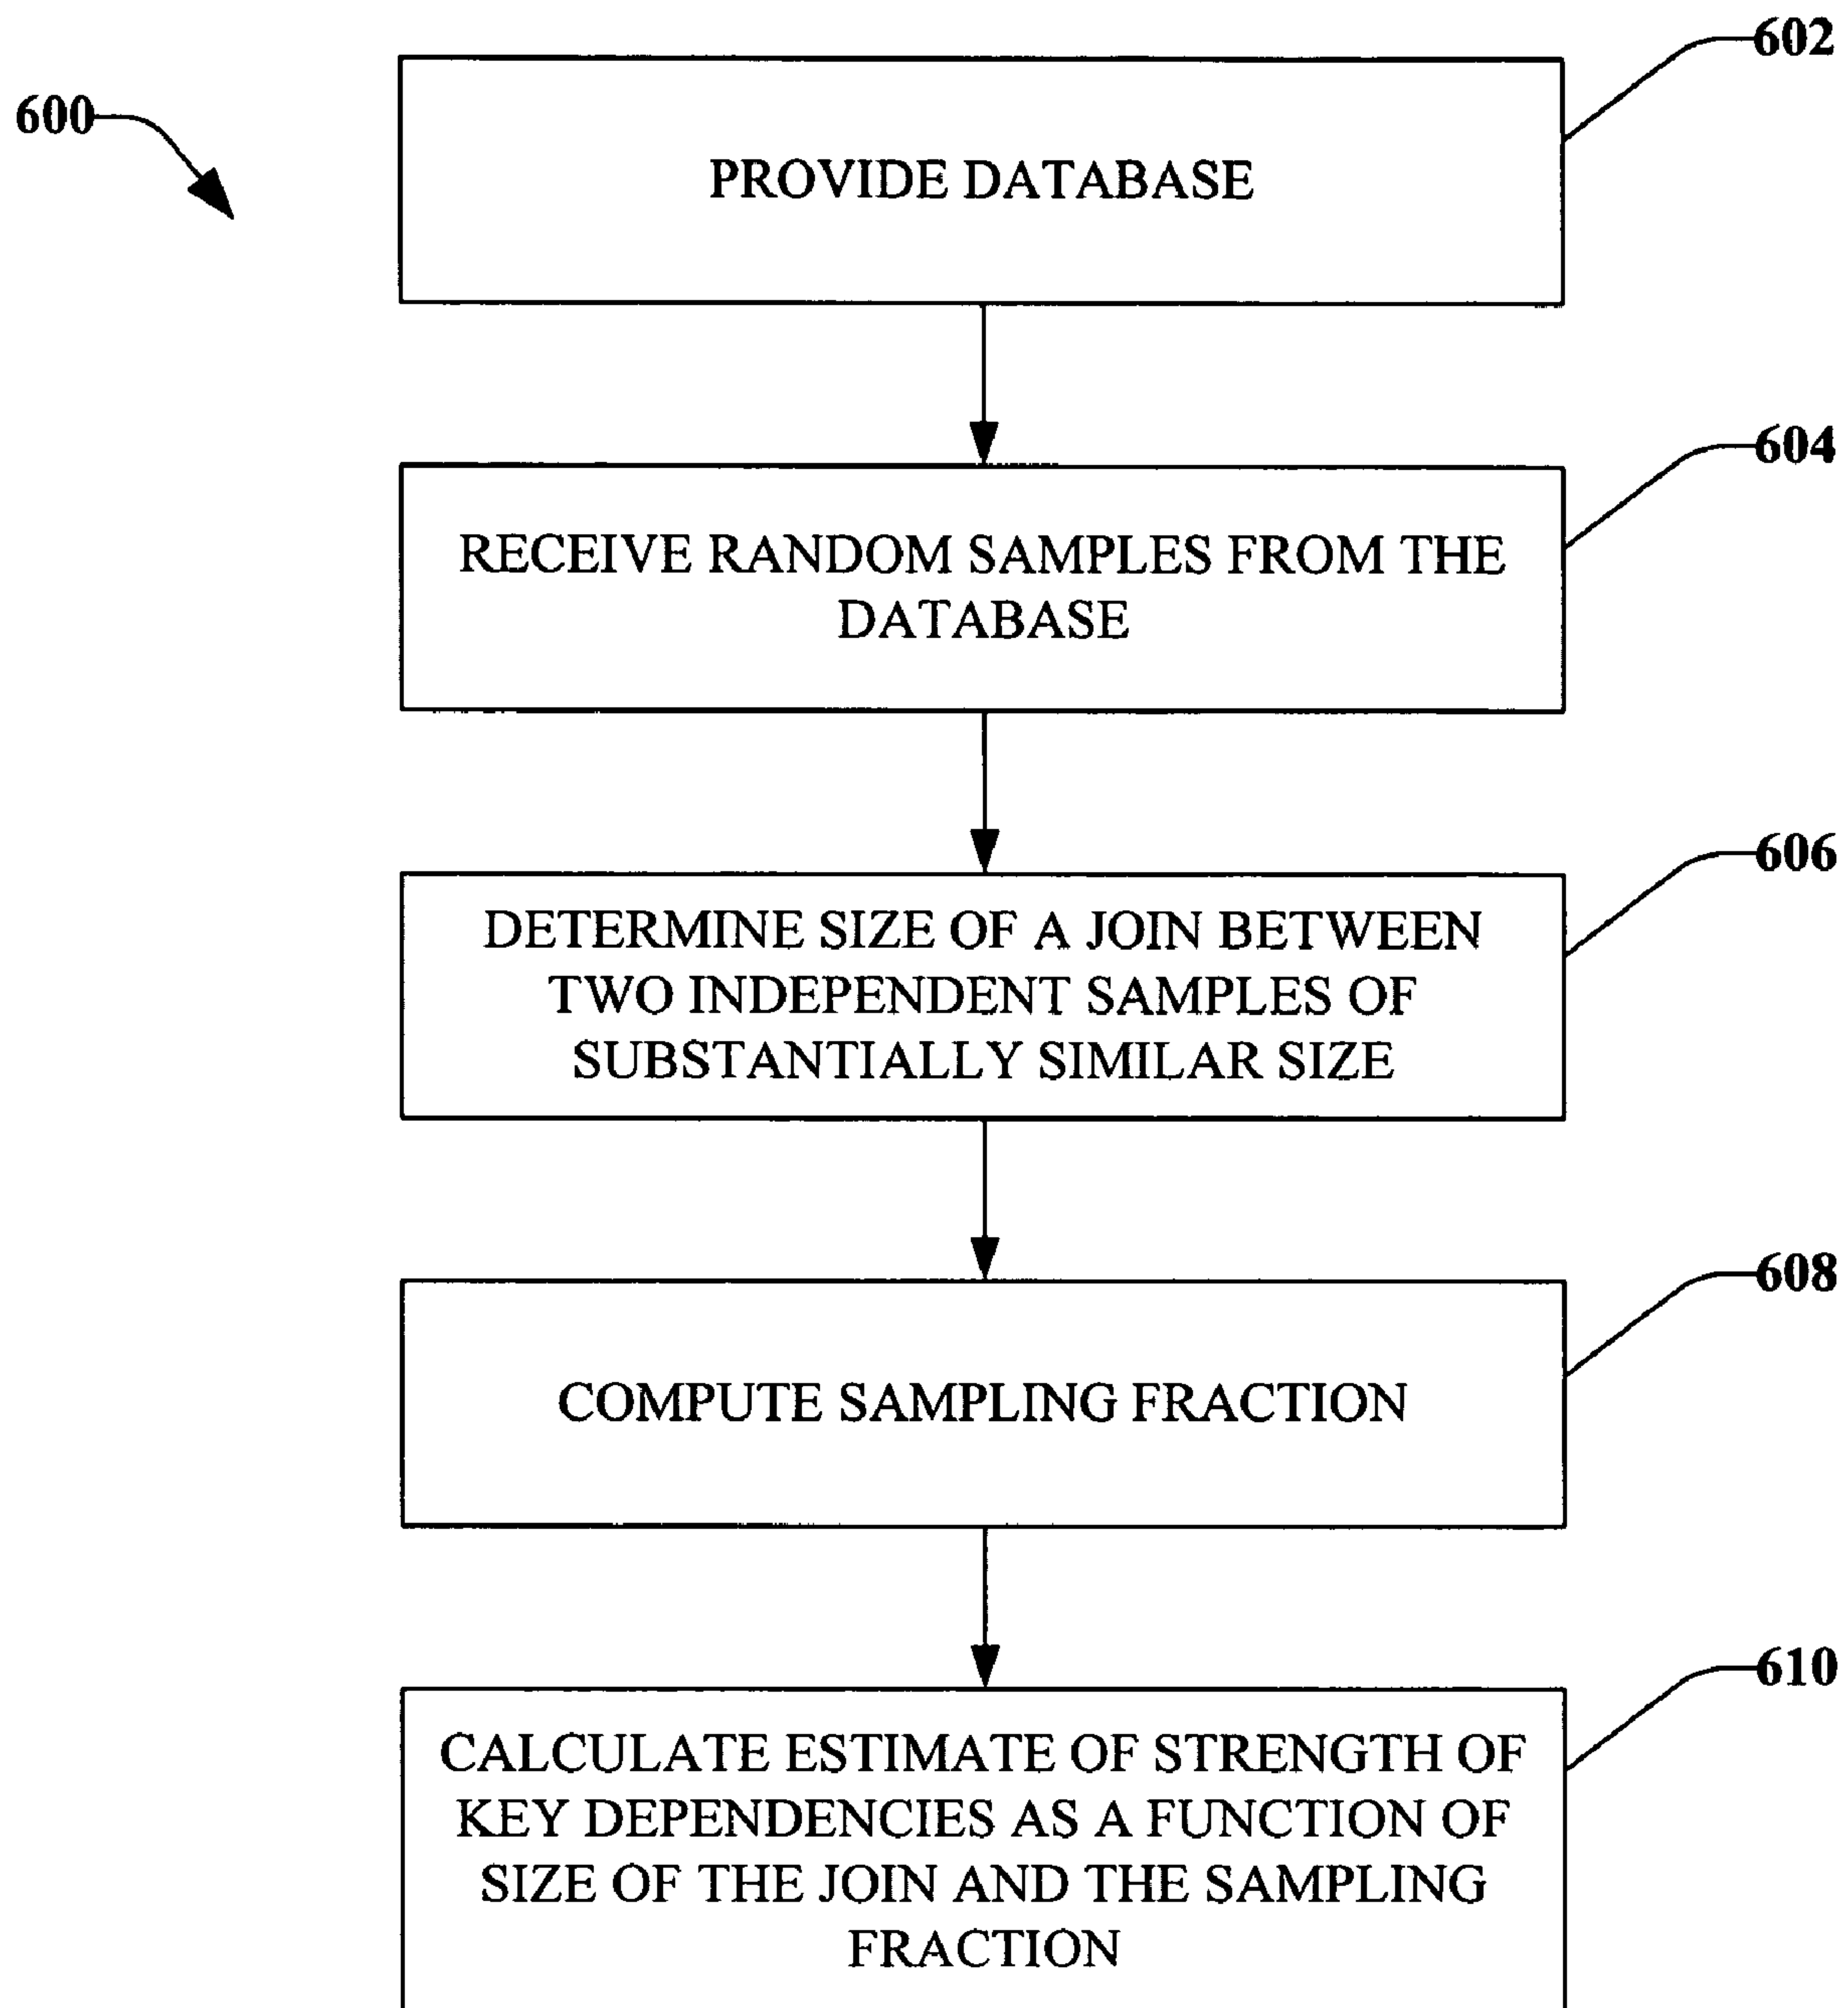 602
600
PROVIDE DATABASE
604
RECEIVE RANDOM SAMPLES FROM THE
DATABASE
606
DETERMINE SIZE OF A JOIN BETWEEN
TWO INDEPENDENT SAMPLES OF
SUBSTANTIALLY SIMILAR SIZE
608
COMPUTE SAMPLING FRACTION
610
CALCULATE ESTIMATE OF STRENGTH OF
KEY DEPENDENCIES AS A FUNCTION OF
SIZE OF THE JOIN AND THE SAMPLING
FRACTION